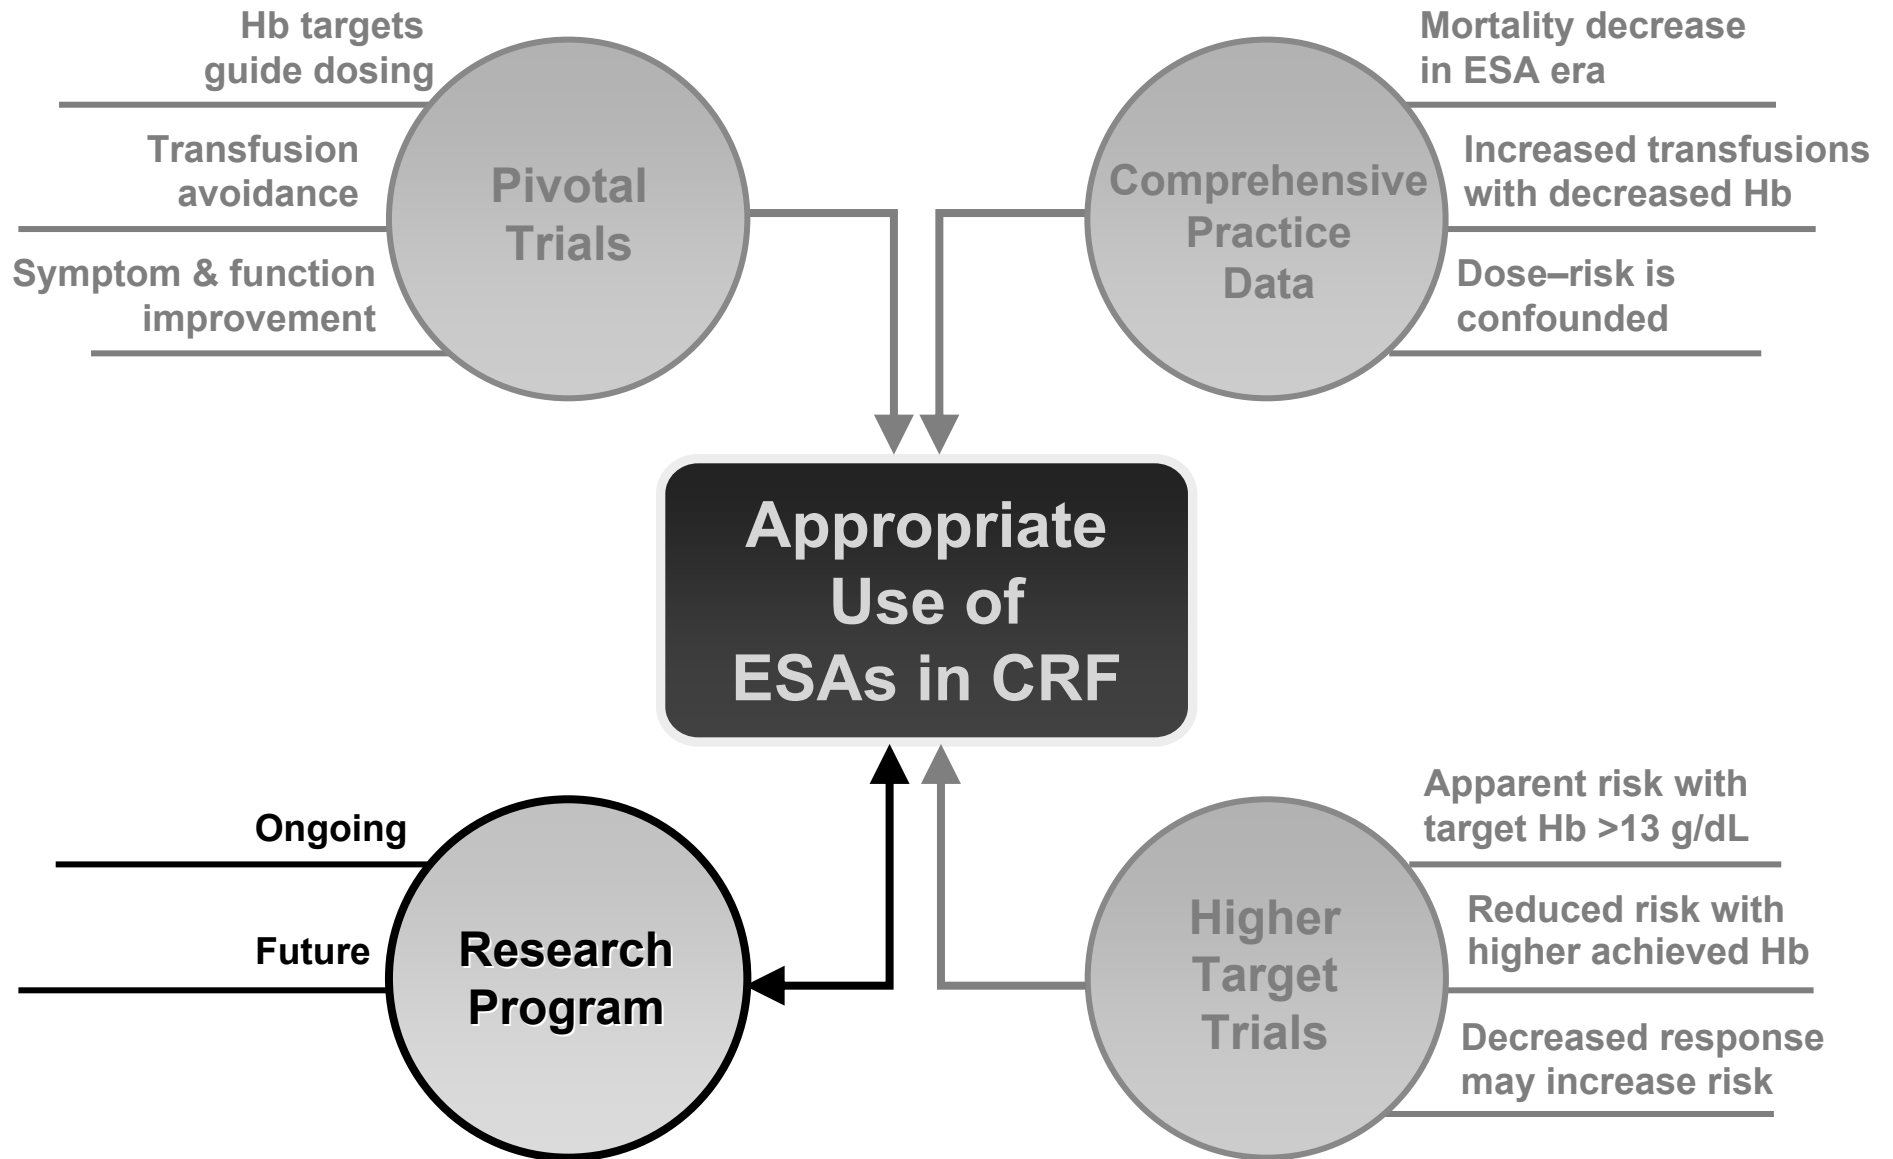 Hb targets
guide dosing
Transfusion
avoidance
Symptom & function
improvement
Pivotal
Trials
Comprehensive
Practice
Data
Mortality decrease
in ESA era
Increased transfusions
with decreased Hb
Dose–risk is
confounded
Appropriate
Use of
ESAs in CRF
Ongoing
Future
Research
Program
Higher
Target
Trials
Apparent risk with
target Hb >13 g/dL
Reduced risk with
higher achieved Hb
Decreased response
may increase risk